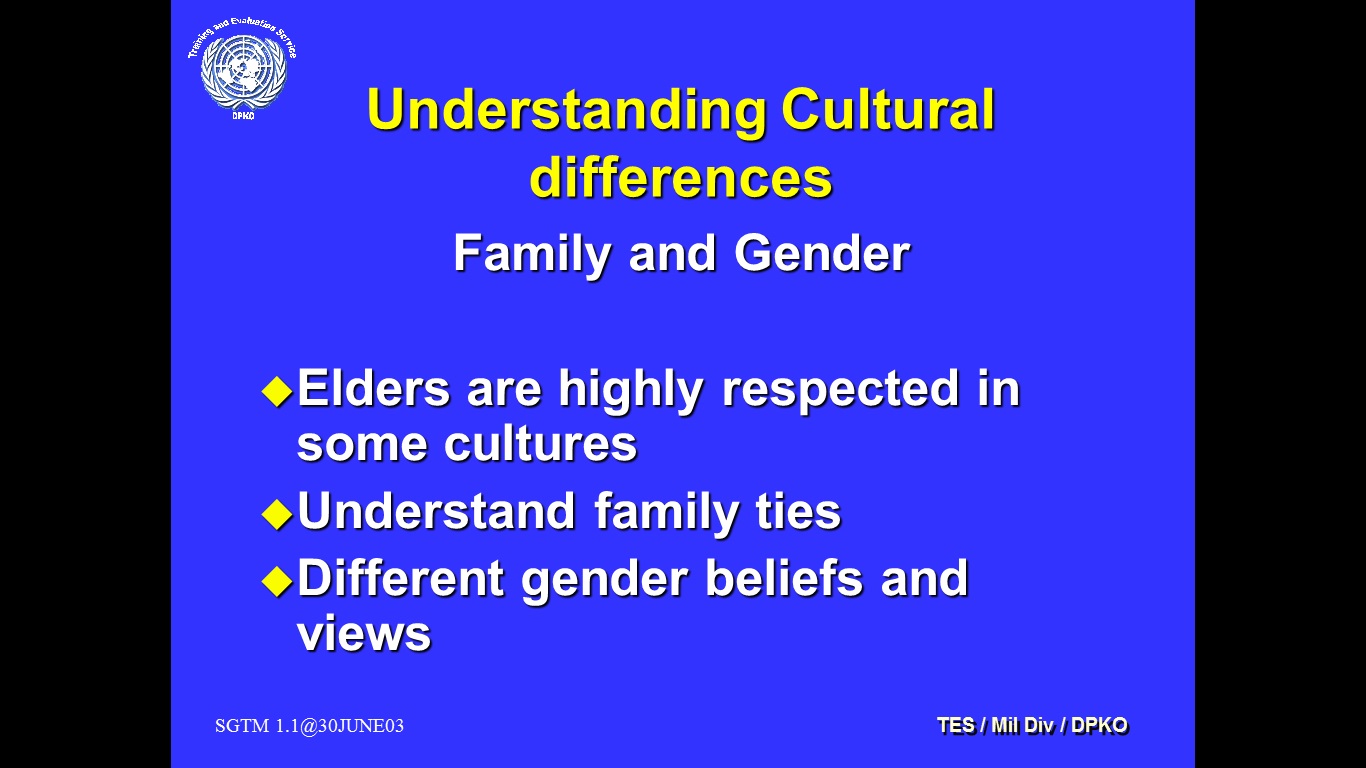 Training and Evaluation Service
DPKO
Understanding Cultural
differences
Family and Gender
Elders are highly respected in
some cultures
Understand family ties
Different gender beliefs and
views
SGTM 1.1@30JUNE03
TES / Mil Div / DPKO